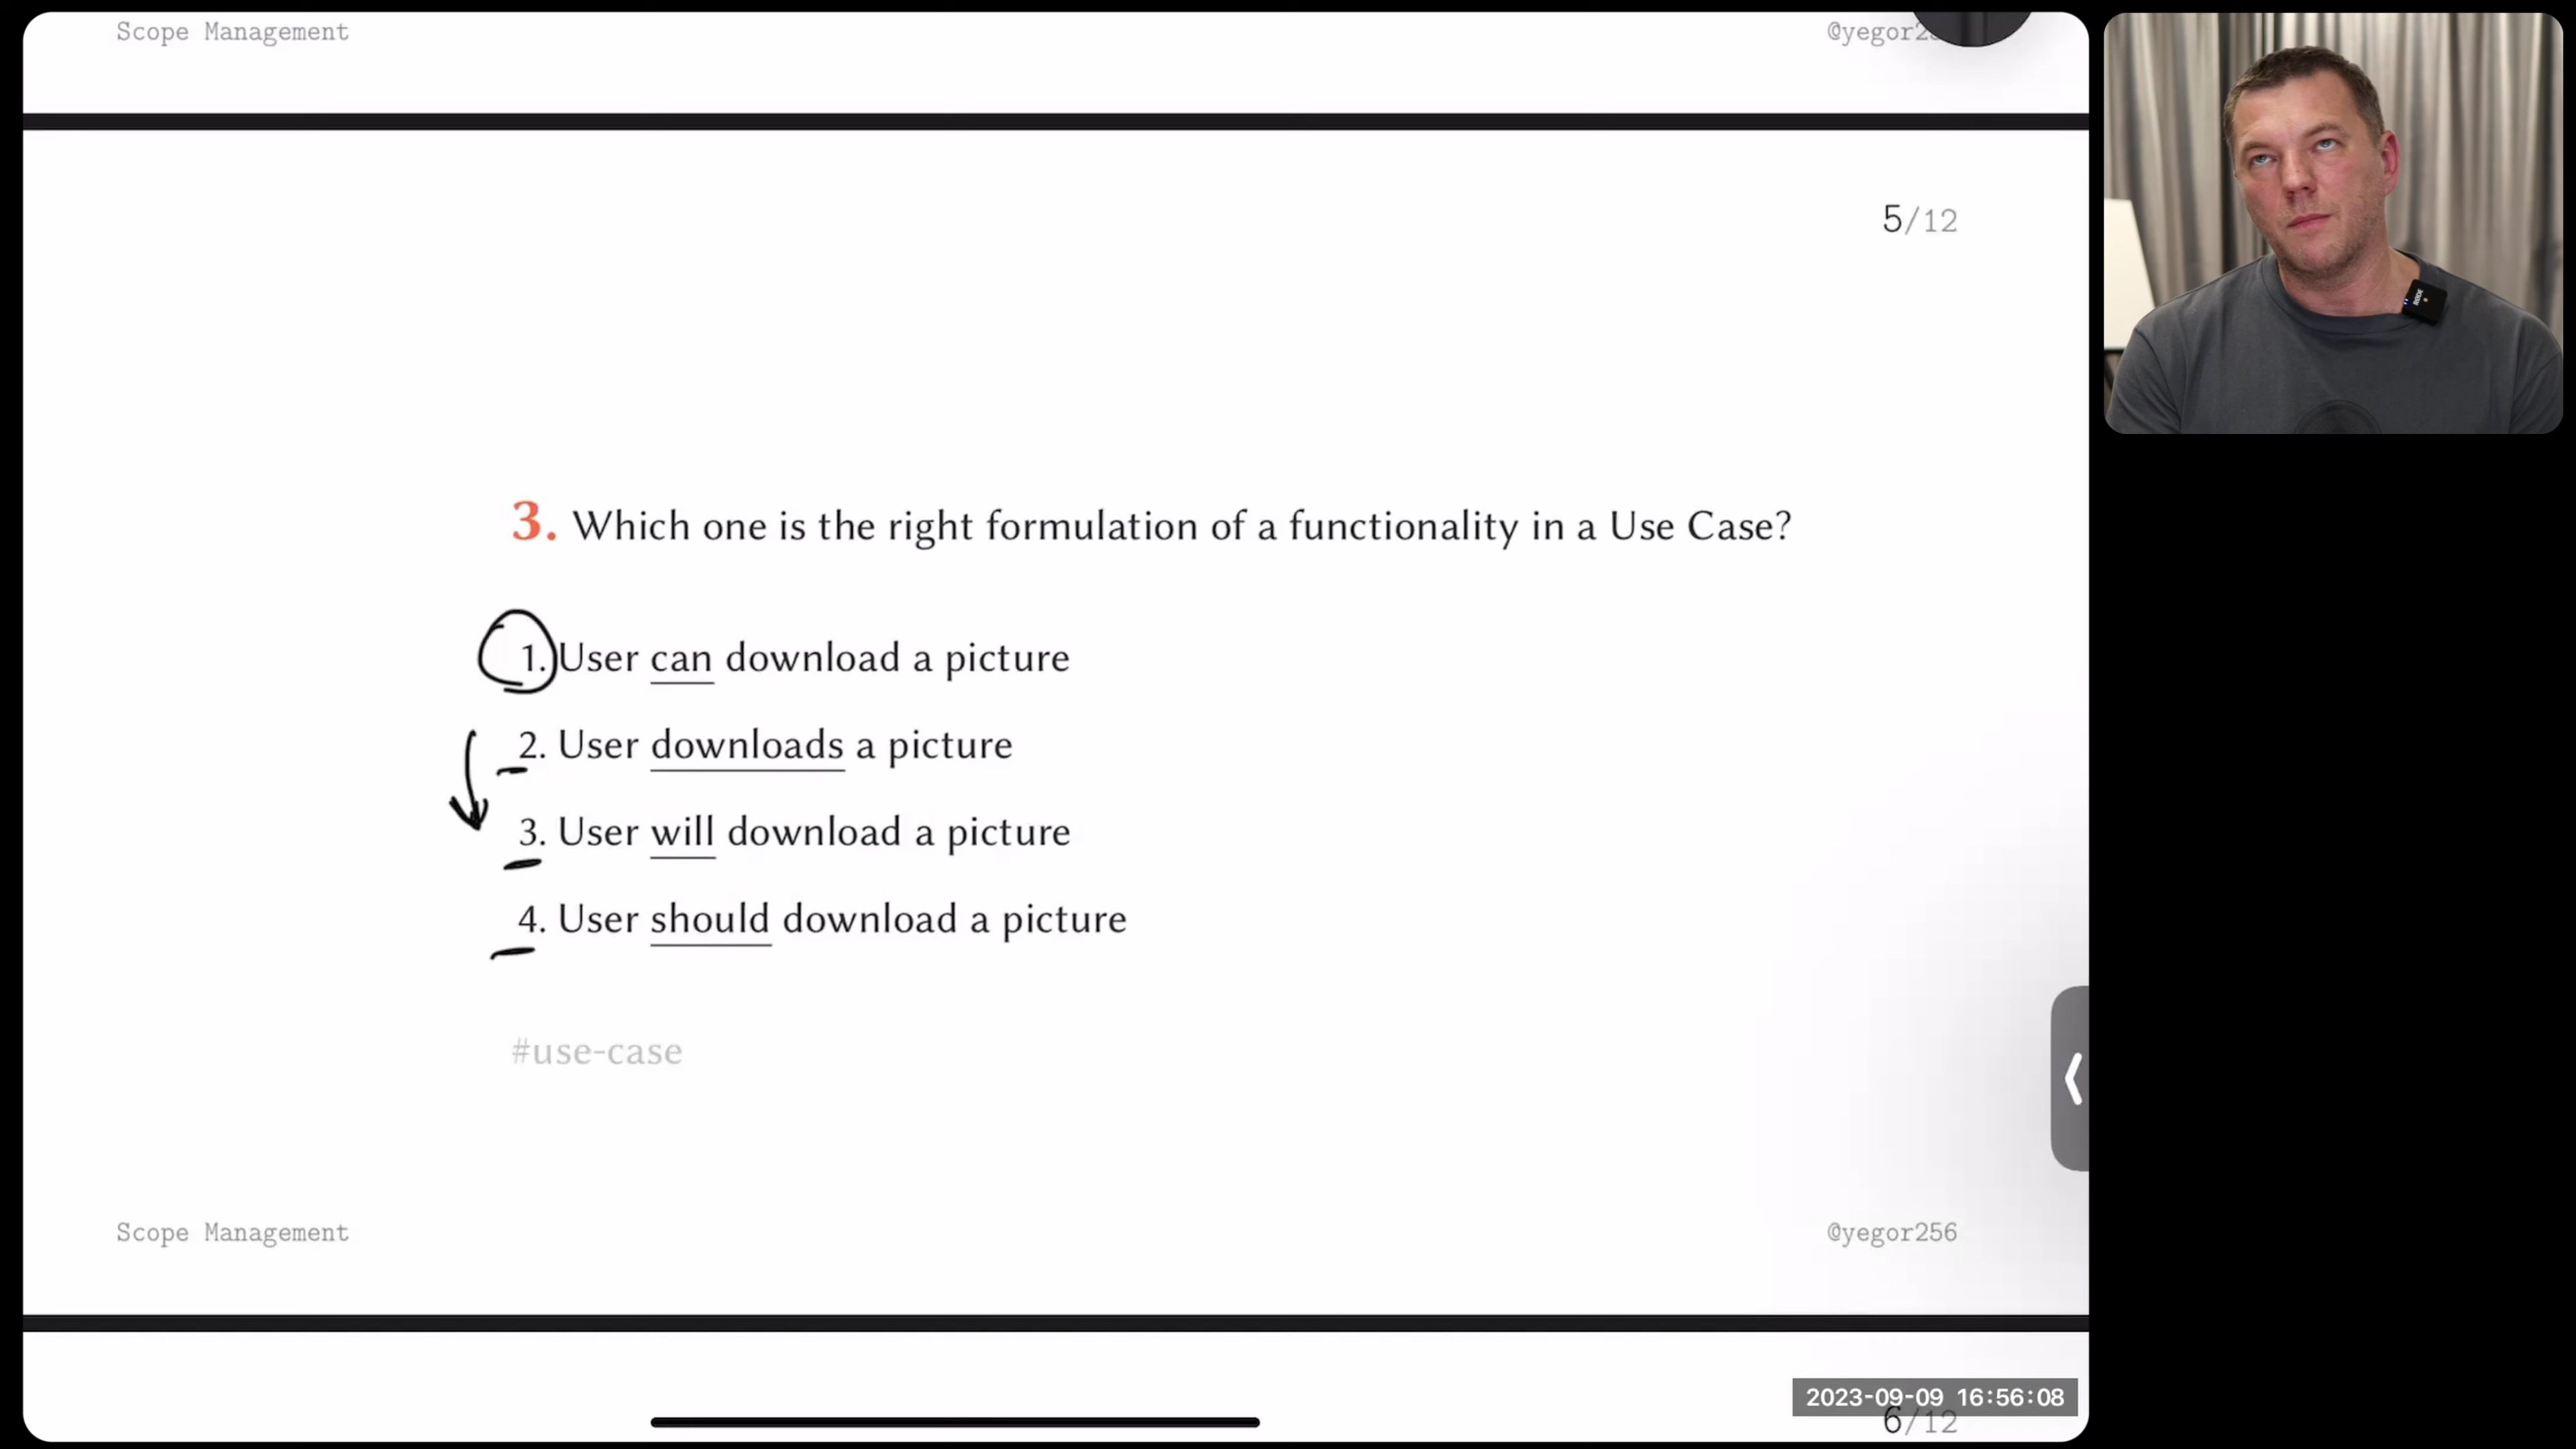 Scope Management
5/12
3. Which one is the right formulation of a functionality in a Use Case?
1. User can download a picture
2. User downloads a picture
3. User will download a picture
4. User should download a picture
#use-case
Scope Management
@yegor256
2023-09-09 16:56:08
6/12